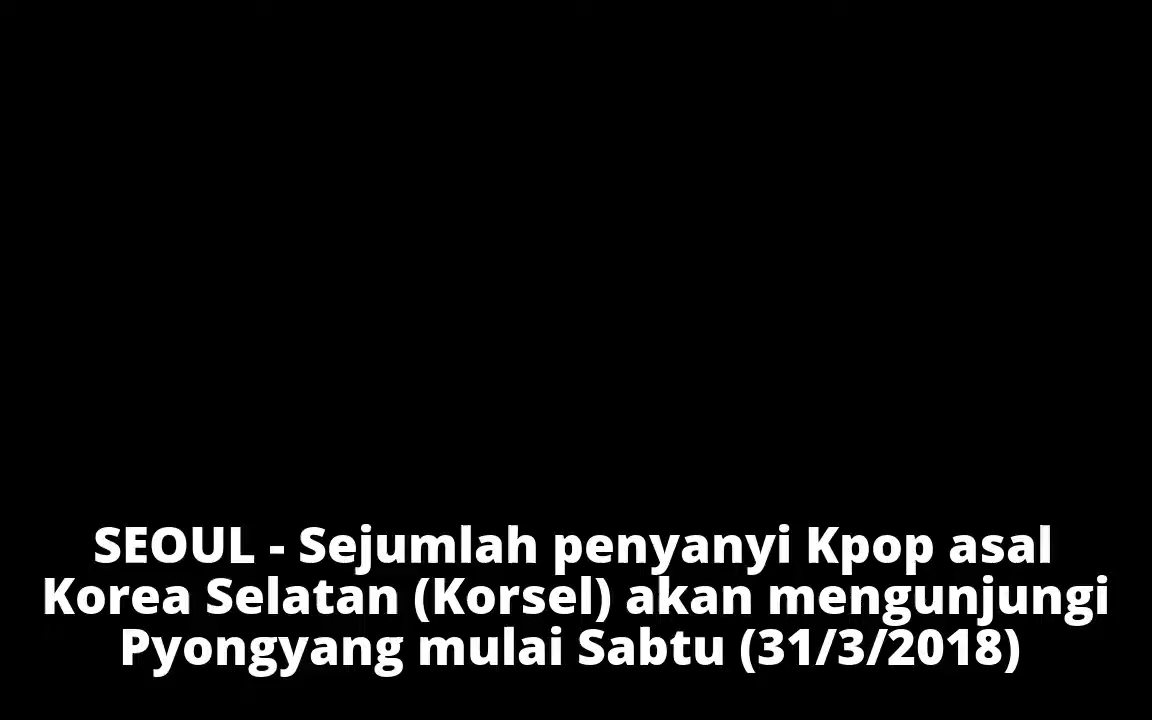 SEOUL - Sejumlah penyanyi Kpop asal
Korea Selatan (Korsel) akan mengunjungi
Pyongyang mulai Sabtu (31/3/2018)